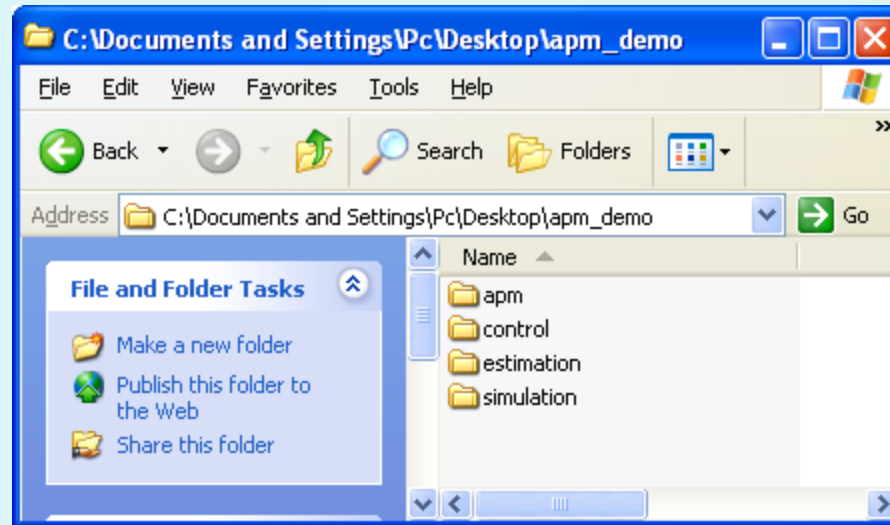 C:\Documents and Settings\Pc\Desktop\apm_demo
File Edit View Favorites Tools Help
Back Search Folders »
Address C:\Documents and Settings\Pc\Desktop\apm_demo Go
File and Folder Tasks
Make a new folder
Publish this folder to
the Web
Share this folder
Name
apm
control
estimation
simulation